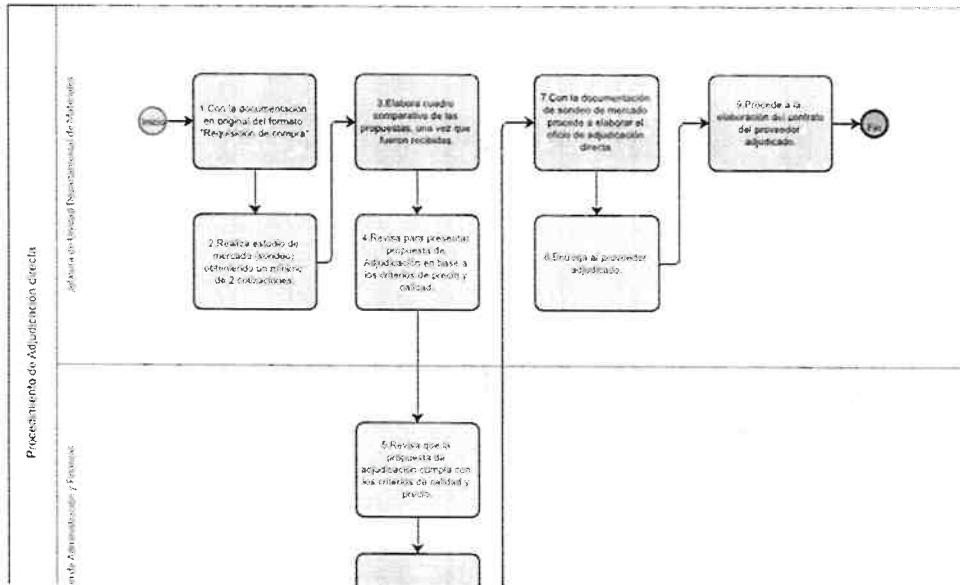 Procedimiento de Adjudicación directa
Jefatura de Unidad Departamental de Materiales
Inicio
1.Con la documentación
en original del formato
"Requisición de compra"
2.Realiza estudio de
mercado (sondeo)
obteniendo un mínimo
de 2 cotizaciones.
3.Elabora cuadro
comparativo de las
propuestas, una vez que
fueron recibidas.
4.Revisa para presentar
propuesta de
Adjudicación en base a
los criterios de precio y
calidad.
7.Con la documentación
de sondeo de mercado
procede a elaborar el
oficio de adjudicación
directa.
8.Entrega al proveedor
adjudicado.
9.Procede a la
elaboración del contrato
del proveedor
adjudicado.
Fin
de Administración y Finanzas
5.Revisa que la
propuesta de
adjudicación cumpla con
los criterios de calidad y
precio.